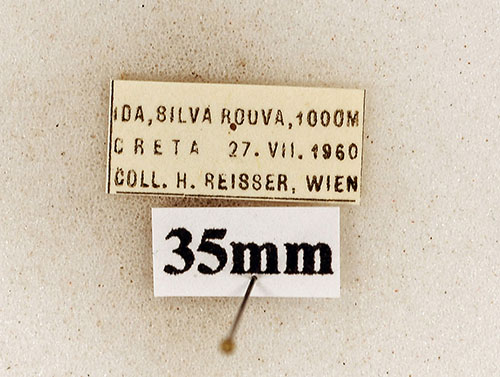 IDA, SILVA ROUVA, 1000M
CRETA 27. VII. 1960
COLL. H. REISSER, WIEN
35mm